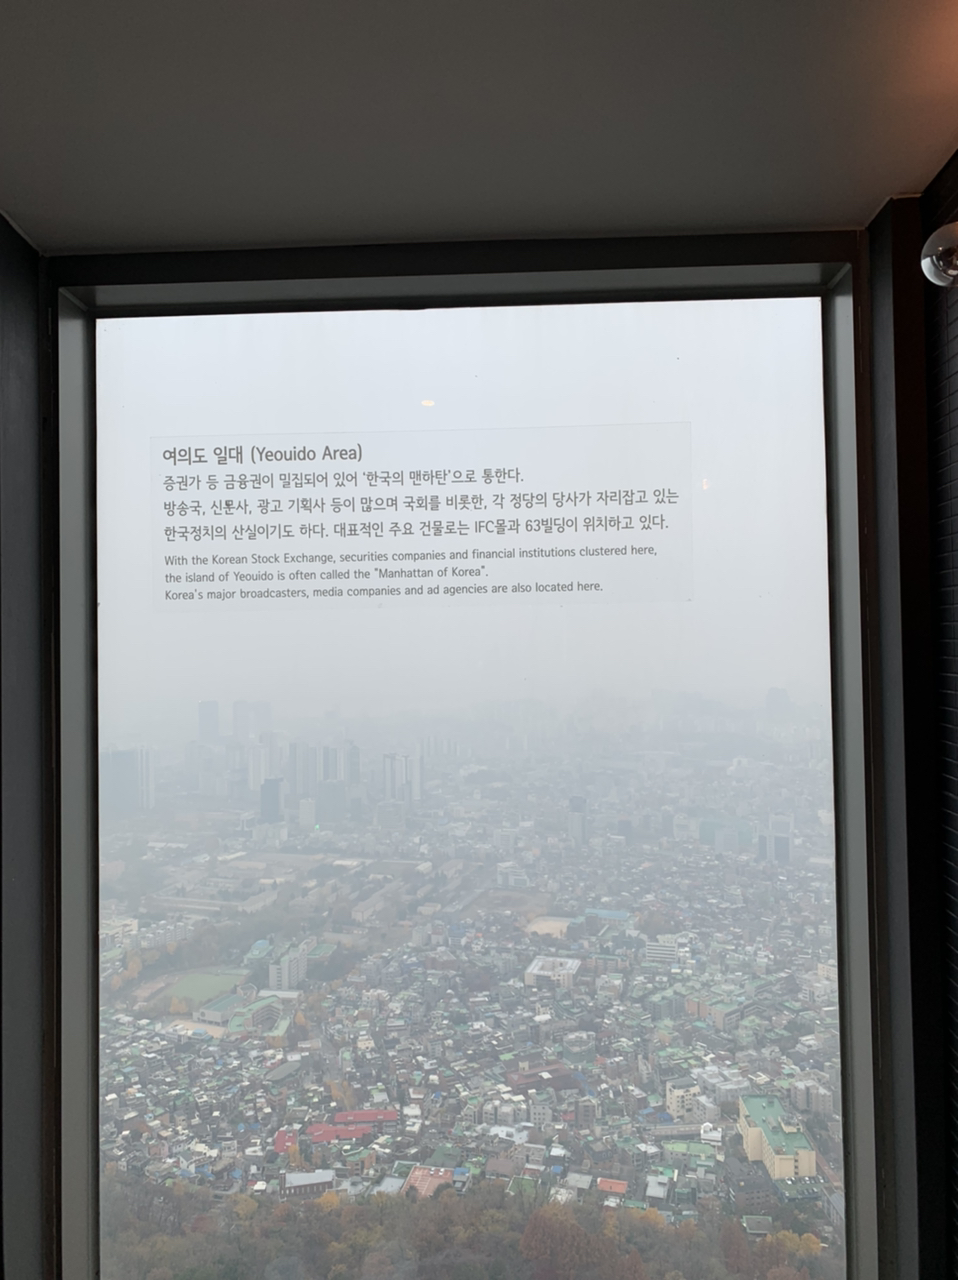 여의도 일대 (Yeouido Area)
증권가 등 금융권이 밀집되어 있어 '한국의 맨하탄'으로 통한다.
방송국, 신문사, 광고 기획사 등이 많으며 국회를 비롯한, 각 정당의 당사가 자리잡고 있는
한국정치의 산실이기도 하다. 대표적인 주요 건물로는 IFC몰과 63빌딩이 위치하고 있다.
With the Korean Stock Exchange, securities companies and financial institutions clustered here,
the island of Yeouido is often called the "Manhattan of Korea".
Korea's major broadcasters, media companies and ad agencies are also located here.